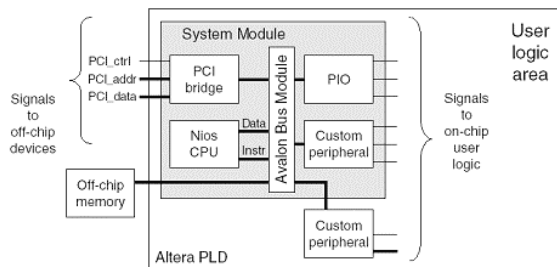 System Module
User
logic
area
PCI_ctrl
PCI_addr
PCI_data
PCI
bridge
Avalon Bus Module
PIO
Signals
to
off-chip
devices
Signals
to
on-chip
user
logic
Nios
CPU
Data
Instr
Custom
peripheral
Off-chip
memory
Custom
peripheral
Altera PLD